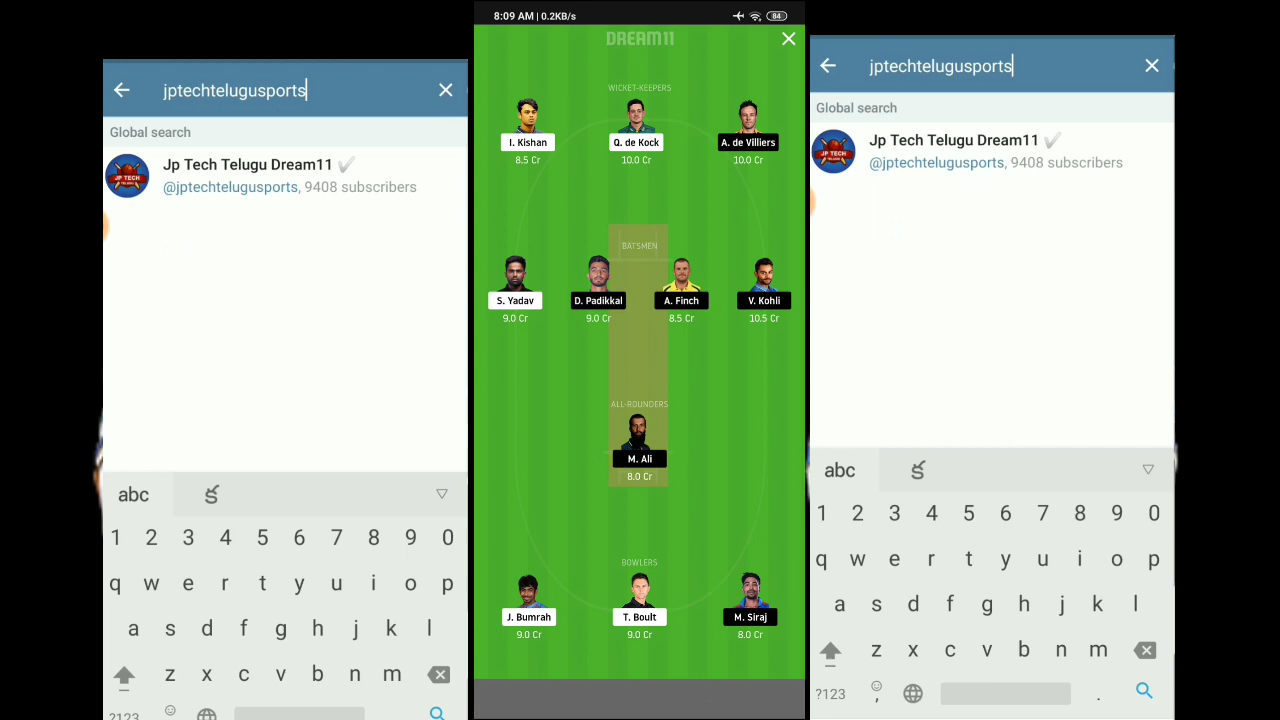 jptechtelugusports
Global search
Jp Tech Telugu Dream11
@jptechtelugusports, 9408 subscribers
abc క
1 2 3 4 5 6 7 8 9 0
q w e r t y u i o p
a s d f g h j k l
z x c v b n m
?123
8:09 AM | 0.2KB/s 84
DREAM11
WICKET-KEEPERS
I. Kishan Q. de Kock A. de Villiers
8.5 Cr 10.0 Cr 10.0 Cr
BATSMEN
S. Yadav D. Padikkal A. Finch V. Kohli
9.0 Cr 9.0 Cr 8.5 Cr 10.5 Cr
ALL-ROUNDERS
M. Ali
8.0 Cr
BOWLERS
J. Bumrah T. Boult M. Siraj
9.0 Cr 9.0 Cr 8.0 Cr
jptechtelugusports
Global search
Jp Tech Telugu Dream11
@jptechtelugusports, 9408 subscribers
abc క
1 2 3 4 5 6 7 8 9 0
q w e r t y u i o p
a s d f g h j k l
z x c v b n m
?123 , .